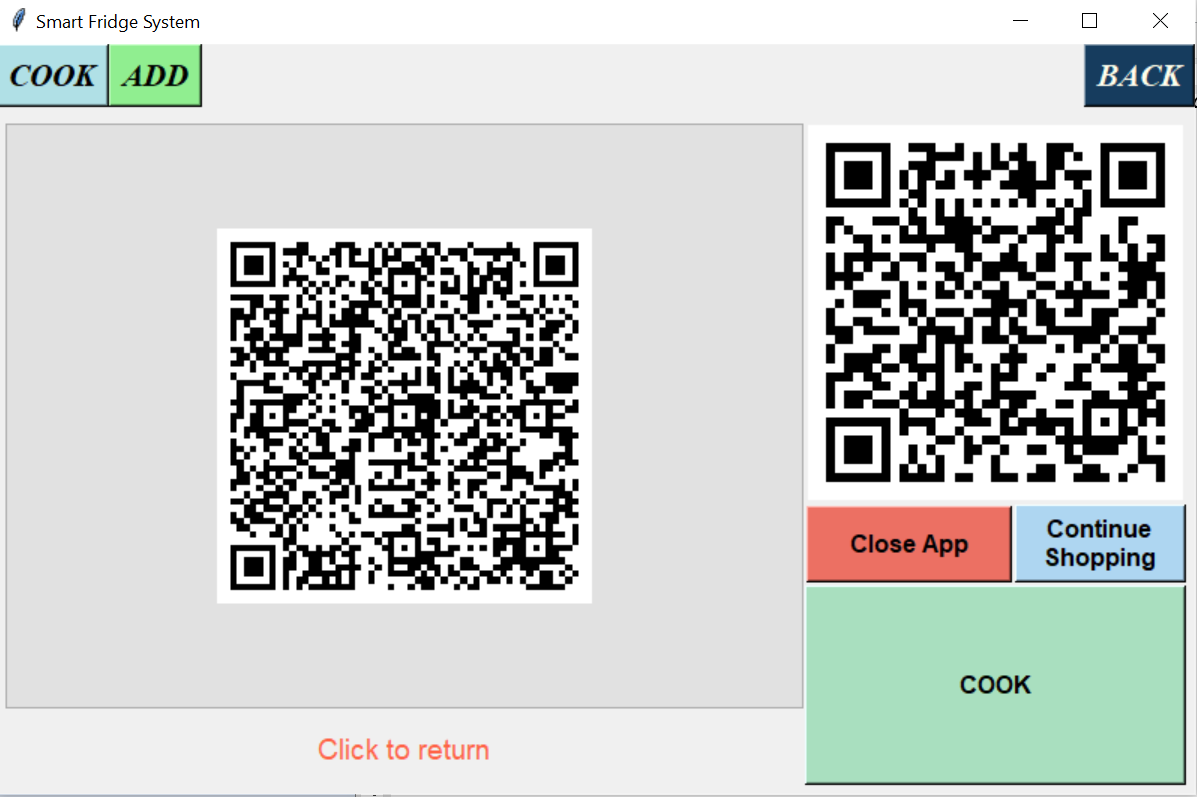 Smart Fridge System
COOK ADD BACK
Close App
Continue
Shopping
COOK
Click to return